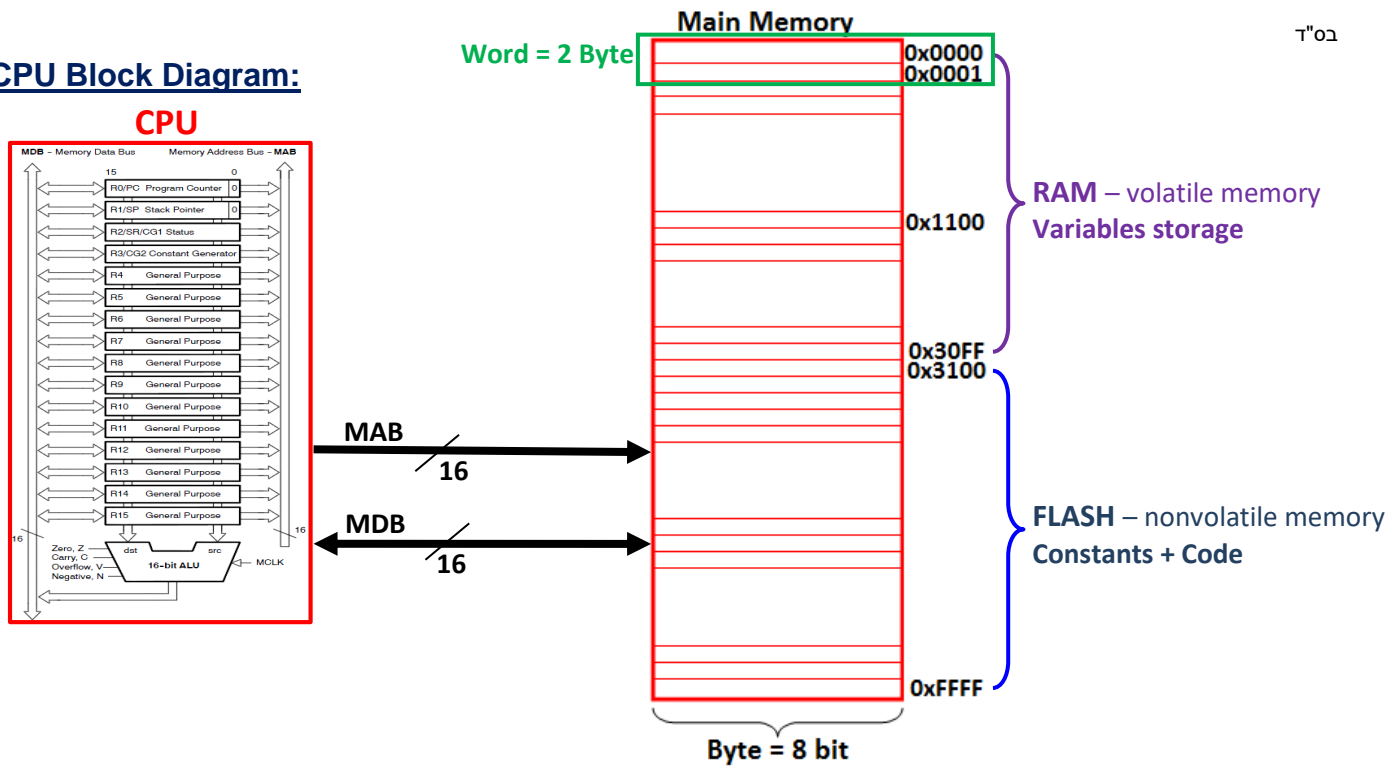 בס"ד
CPU Block Diagram:
CPU
MDB – Memory Data Bus
Memory Address Bus – MAB
15
0
R0/PC Program Counter
0
R1/SP Stack Pointer
0
R2/SR/CG1 Status
R3/CG2 Constant Generator
R4 General Purpose
R5 General Purpose
R6 General Purpose
R7 General Purpose
R8 General Purpose
R9 General Purpose
R10 General Purpose
R11 General Purpose
R12 General Purpose
R13 General Purpose
R14 General Purpose
R15 General Purpose
16
16
Zero, Z
Carry, C
Overflow, V
Negative, N
dst
src
16-bit ALU
MCLK
MAB
16
MDB
16
Main Memory
Word = 2 Byte
0x0000
0x0001
0x1100
0x30FF
0x3100
0xFFFF
Byte = 8 bit
RAM – volatile memory
Variables storage
FLASH – nonvolatile memory
Constants + Code